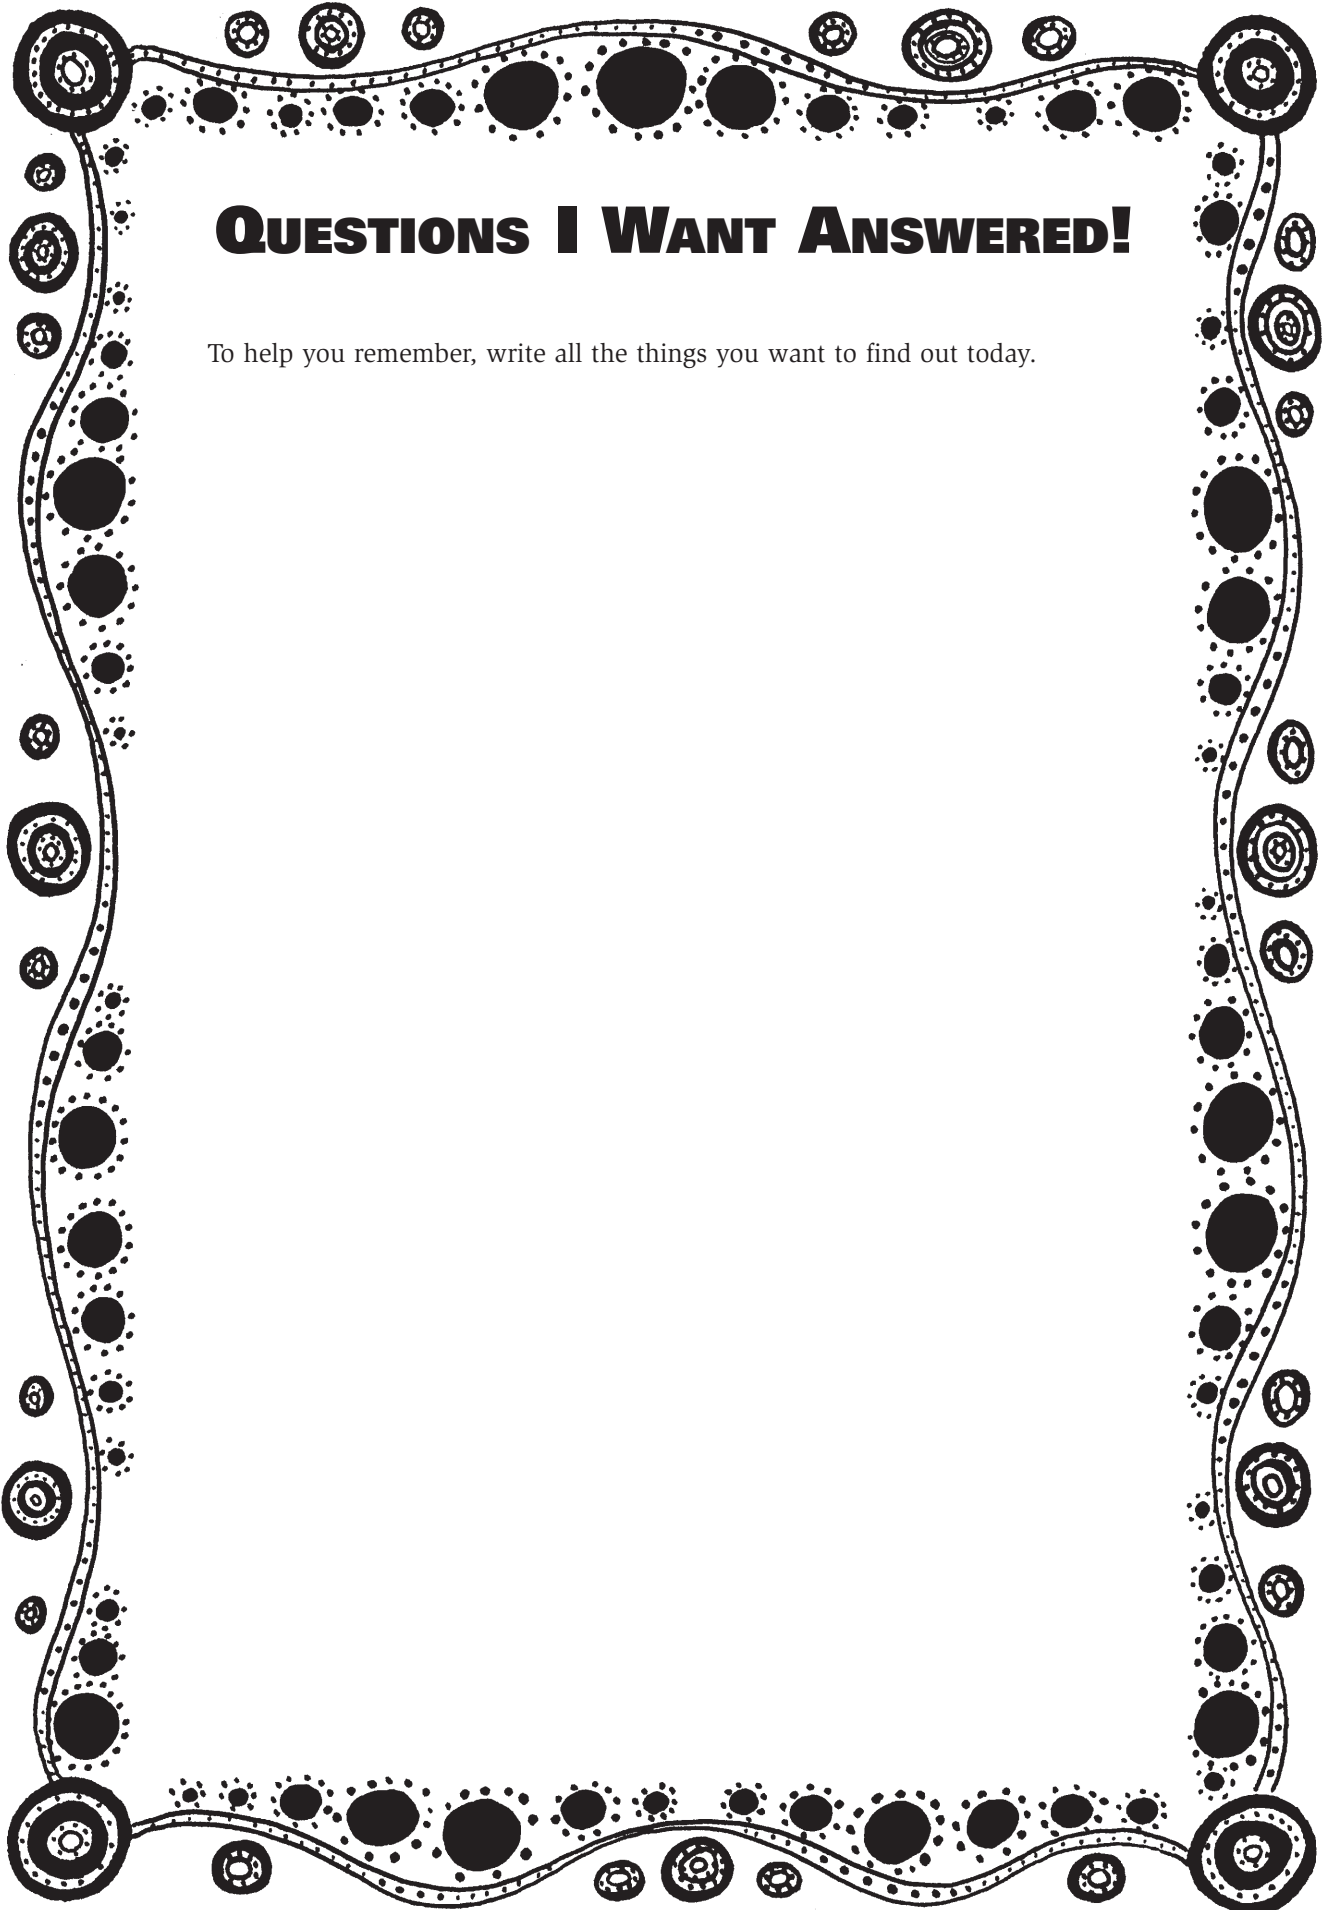 QUESTIONS I WANT ANSWERED!
To help you remember, write all the things you want to find out today.